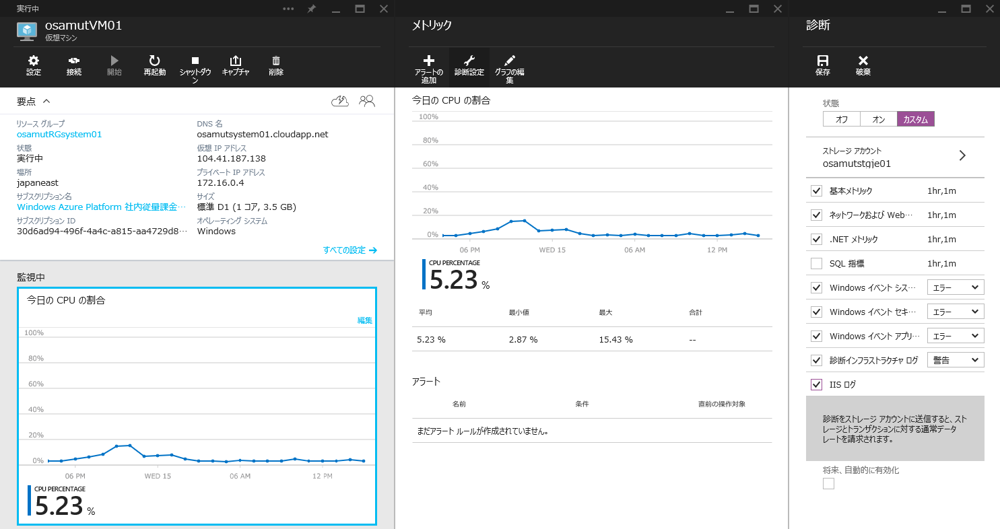 実行中
osamutVM01
仮想マシン
設定
接続
開始
再起動
シャットダウ
ン
キャプチャ
削除
要点
リソース グループ
osamutRGsystem01
状態
実行中
場所
japaneast
サブスクリプション名
Windows Azure Platform 社内従量課金…
サブスクリプション ID
30d6ad94-496f-4a4c-a815-aa4729d8…
DNS 名
osamutsystem01.cloudapp.net
仮想 IP アドレス
104.41.187.138
プライベート IP アドレス
172.16.0.4
サイズ
標準 D1 (1 コア, 3.5 GB)
オペレーティング システム
Windows
すべての設定 →
監視中
今日の CPU の割合
編集
100%
80%
60%
40%
20%
0%
06 PM WED 15 06 AM 12 PM
CPU PERCENTAGE
5.23 %
メトリック
アラートの
追加
診断設定
グラフの編
集
今日の CPU の割合
100%
80%
60%
40%
20%
0%
06 PM WED 15 06 AM 12 PM
CPU PERCENTAGE
5.23 %
平均 最小値 最大 合計
5.23 % 2.87 % 15.43 % --
アラート
名前 条件 直前の操作対象
まだアラート ルールが作成されていません。
診断
保存
破棄
状態
オフ オン カスタム
ストレージ アカウント
osamutstgje01
基本メトリック 1hr,1m
ネットワークおよび Web… 1hr,1m
.NET メトリック 1hr,1m
SQL 指標 1hr,1m
Windows イベント シス… エラー
Windows イベント セキ… エラー
Windows イベント アプリ… エラー
診断インフラストラクチャ ログ 警告
IIS ログ
診断をストレージ アカウントに送信すると、スト
レージとトランザクションに対する通常データ
レートを請求されます。
将来、自動的に有効化